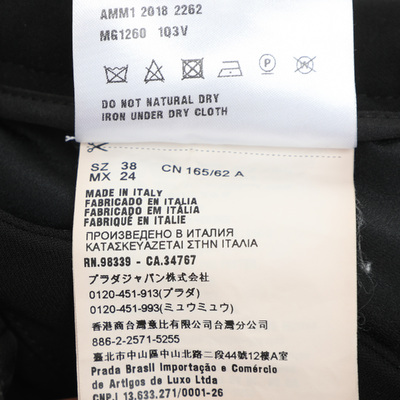 AMM1 2018 2262
MG1260 1Q3V
P
DO NOT NATURAL DRY
IRON UNDER DRY CLOTH
SZ 38 CN 165/62 A
MX 24
MADE IN ITALY
FABRICADO EN ITALIA
FABRICADO EM ITÁLIA
FABRIQUÉ EN ITALIE
ПРОИЗВЕДЕНО В ИТАЛИЯ
ΚΑΤΑΣΚΕΥΑΖΕΤΑΙ ΣΤΗΝ ΙΤΑΛΙΑ
RN.98339 - CA.34767
プラダジャパン株式会社
0120-451-913(プラダ)
0120-451-993(ミュウミュウ)
香港商台灣意比有限公司台灣分公司
886-2-2571-5255
臺北市中山區中山北路二段44號12樓A室
Prada Brasil Importação e Comércio
de Artigos de Luxo Ltda
CNPJ 13.633.271/0001-26